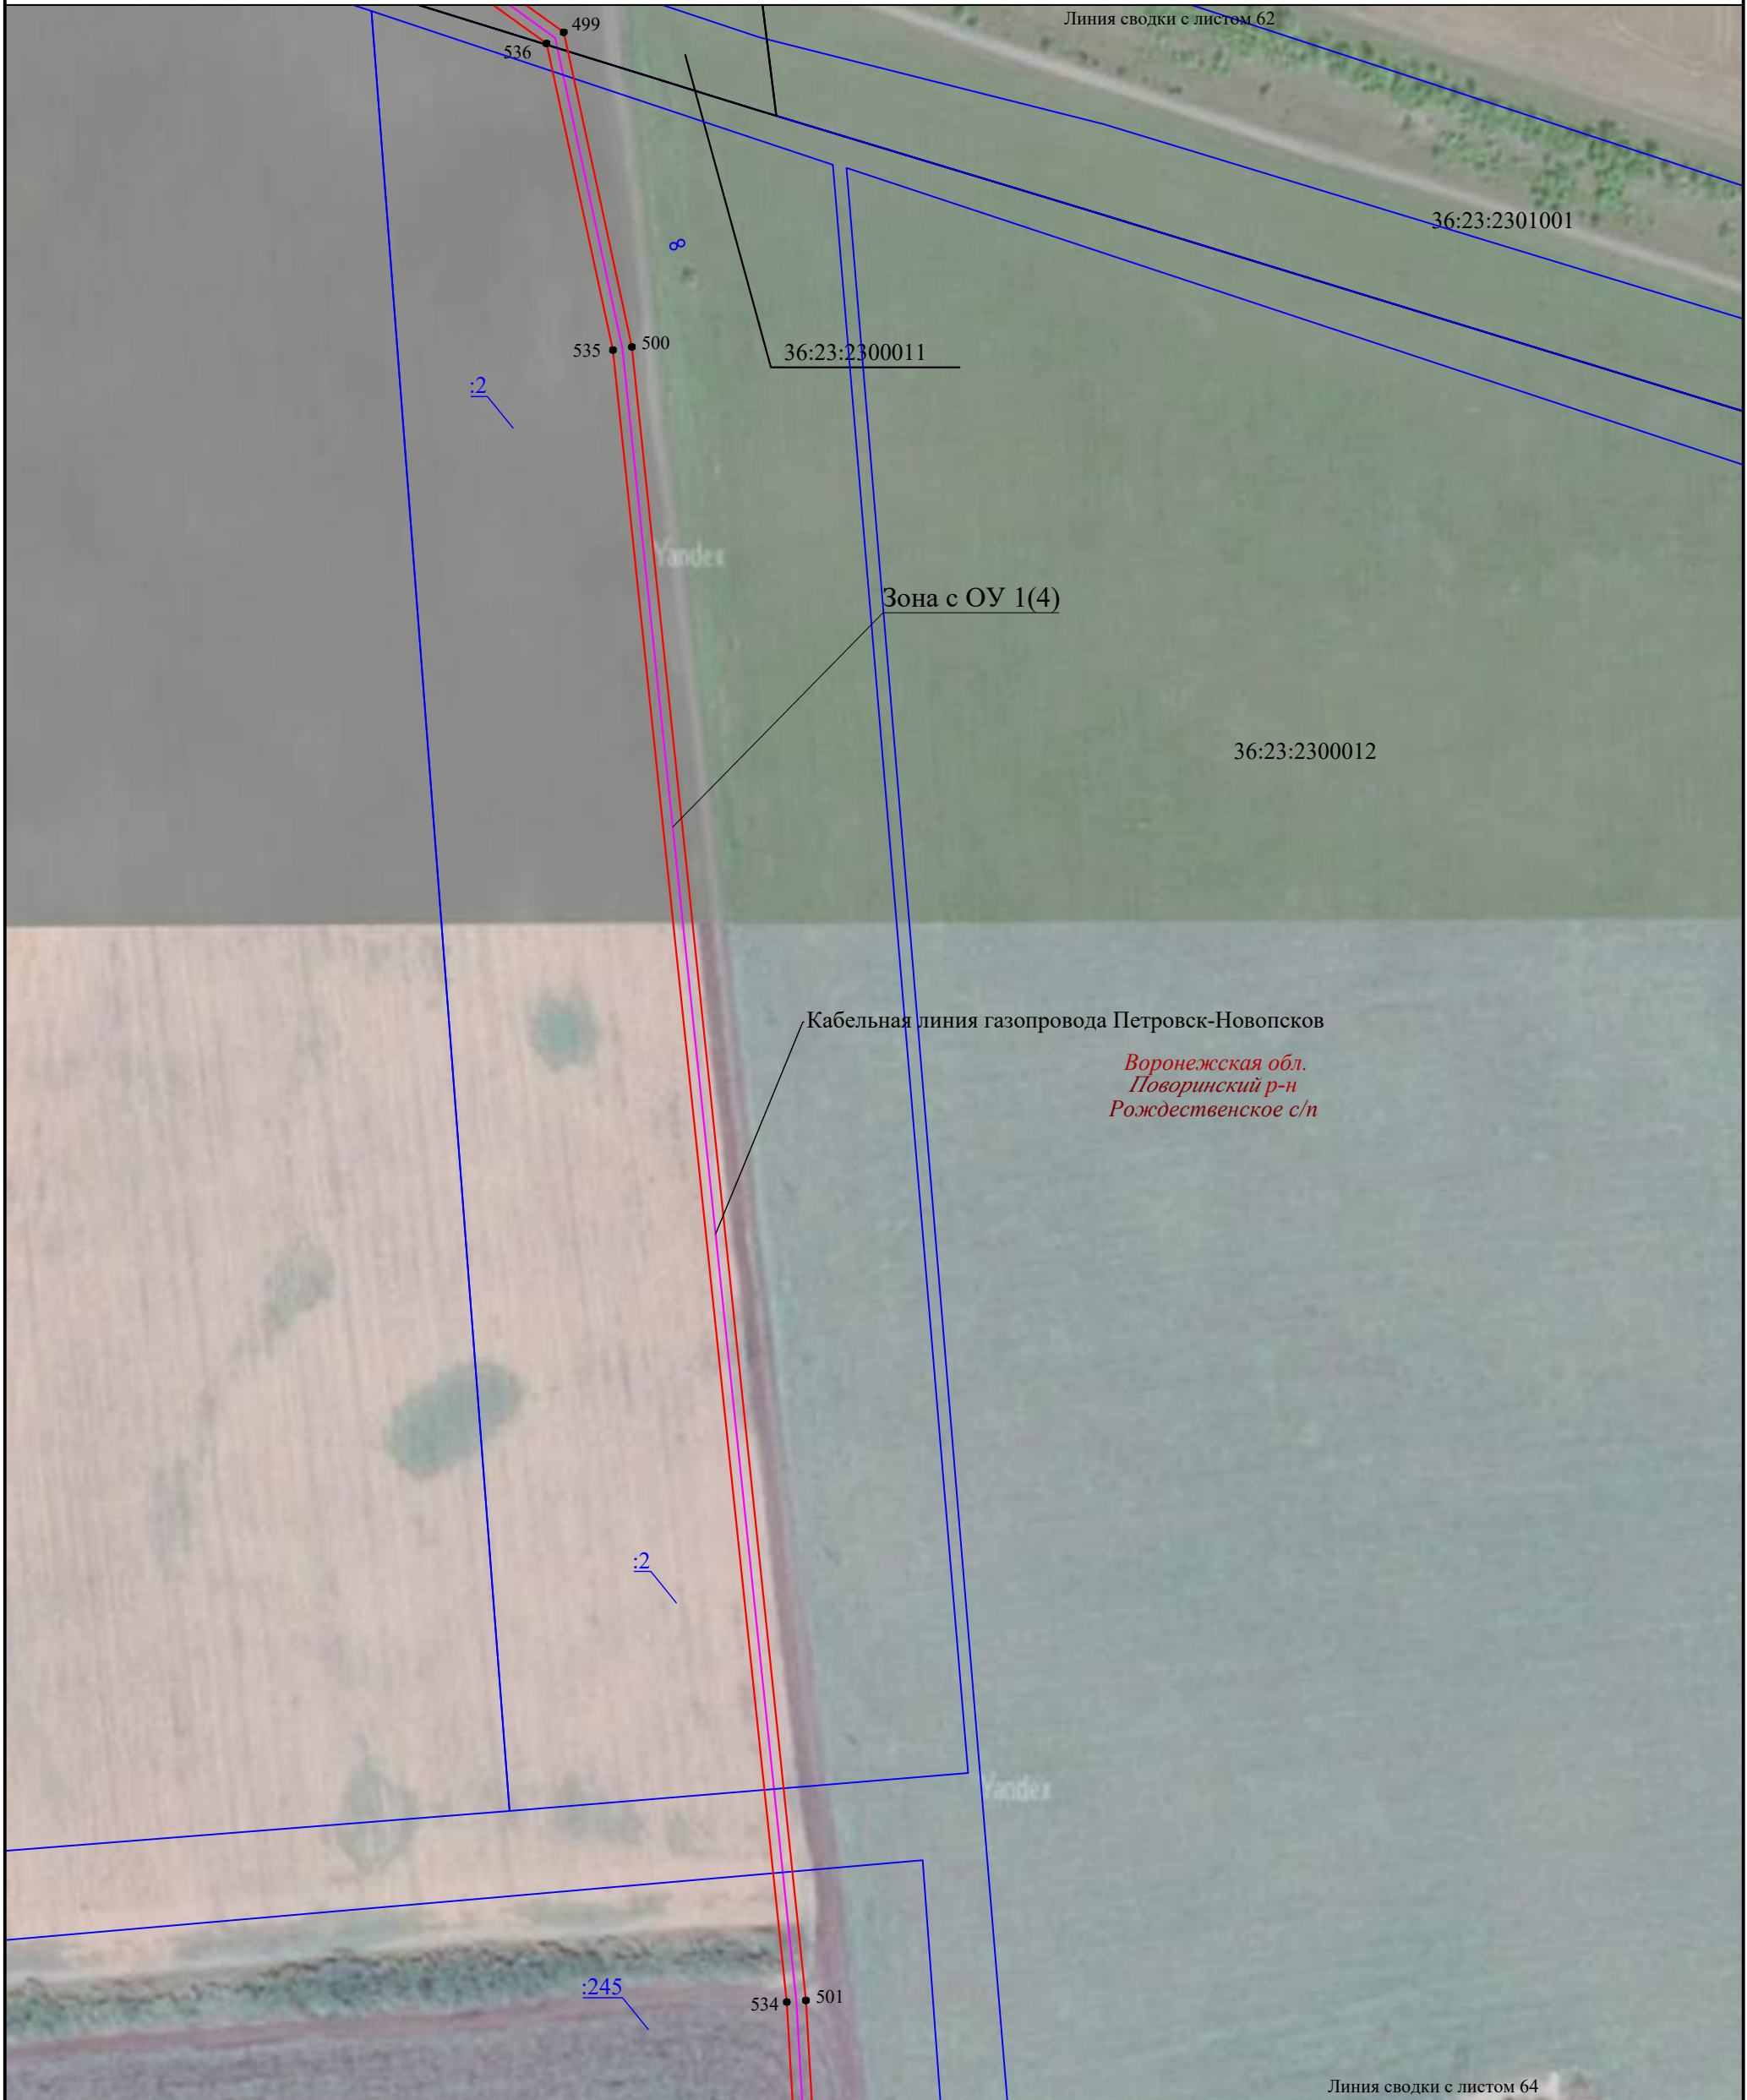 Линия сводки с листом 62
499
536
36:23:2301001
535
500
36:23:2300011
:2
Yandex
Зона с ОУ 1(4)
36:23:2300012
Кабельная линия газопровода Петровск-Новопсков
Воронежская обл.
Поворинский р-н
Рождественское с/п
:2
Yandex
:245
534
501
Линия сводки с листом 64